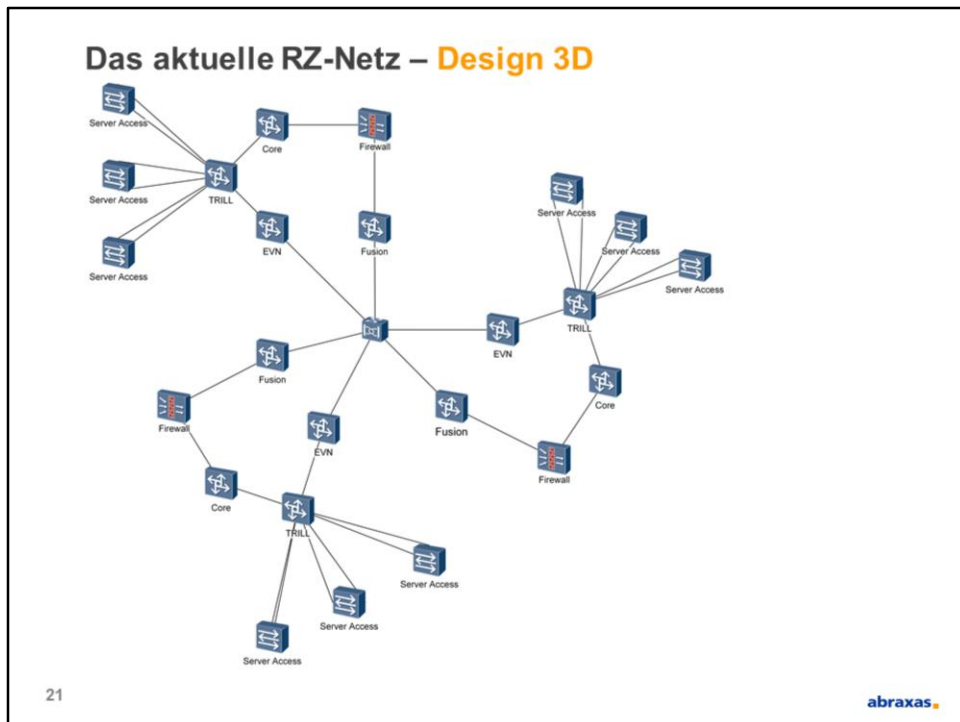 Das aktuelle RZ-Netz – Design 3D
Server Access
Core
Firewall
Server Access
TRILL
Server Access
EVN
Fusion
Server Access
Server Access
Server Access
TRILL
EVN
Fusion
Core
Firewall
EVN
Fusion
Firewall
Core
TRILL
Server Access
Server Access
Server Access
21
abraxas